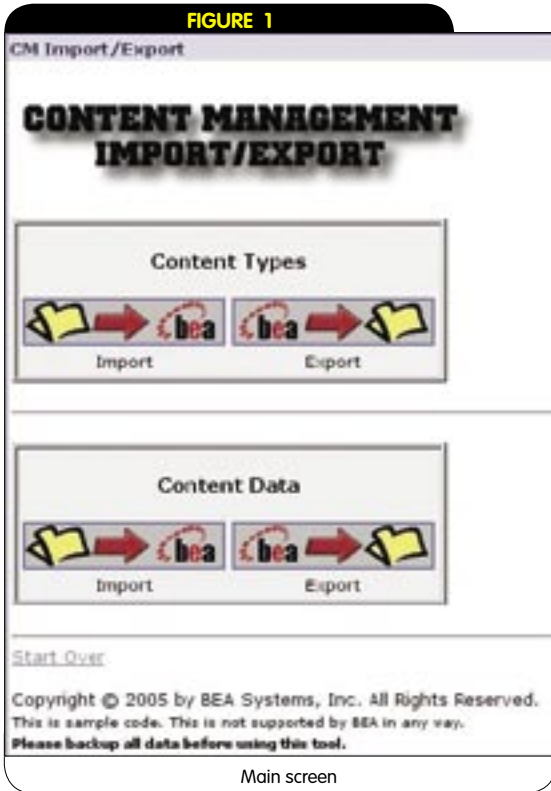 FIGURE 1
CM Import/Export
CONTENT MANAGEMENT
IMPORT/EXPORT
Content Types
bea bea
Import Export
Content Data
bea bea
Import Export
Start Over
Copyright © 2005 by BEA Systems, Inc. All Rights Reserved.
This is sample code. This is not supported by BEA in any way.
Please backup all data before using this tool.
Main screen